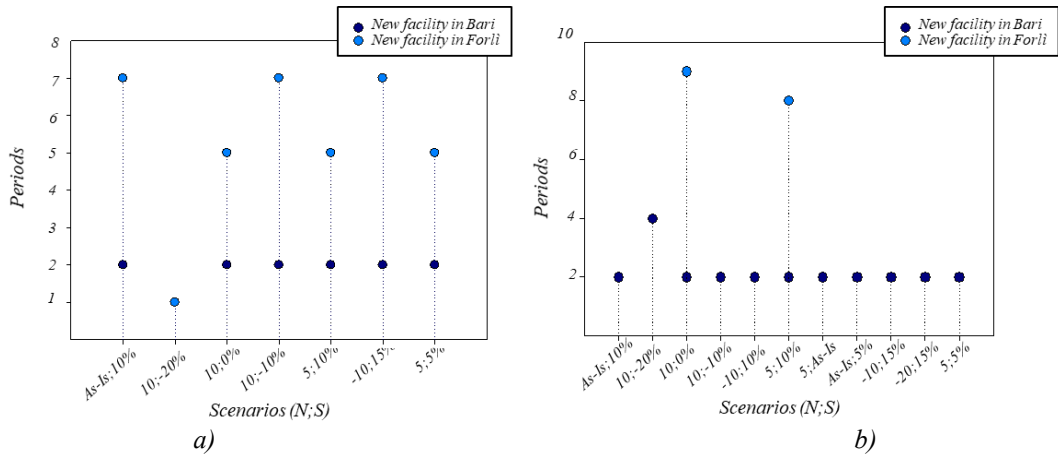 New facility in Bari
New facility in Forlì
8
7
6
5
4
3
2
1
Periods
As-Is;10%
10;-20%
10;0%
10;-10%
5;10%
-10;15%
5;5%
Scenarios (N;S)
a)
New facility in Bari
New facility in Forlì
10
8
6
4
2
Periods
As-Is;10%
10;-20%
10;0%
10;-10%
-10;10%
5;10%
5;As-Is
As-Is;5%
-10;15%
-20;15%
5;5%
Scenarios (N;S)
b)